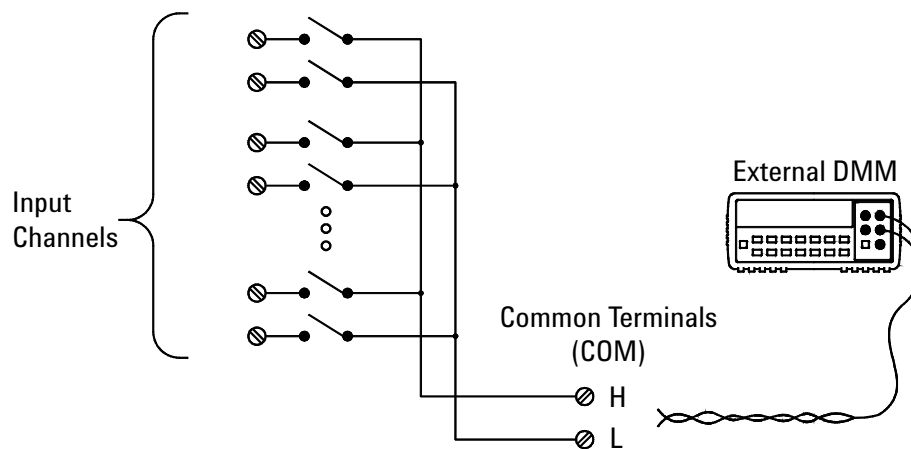 Input
Channels
External DMM
Common Terminals
(COM)
H
L